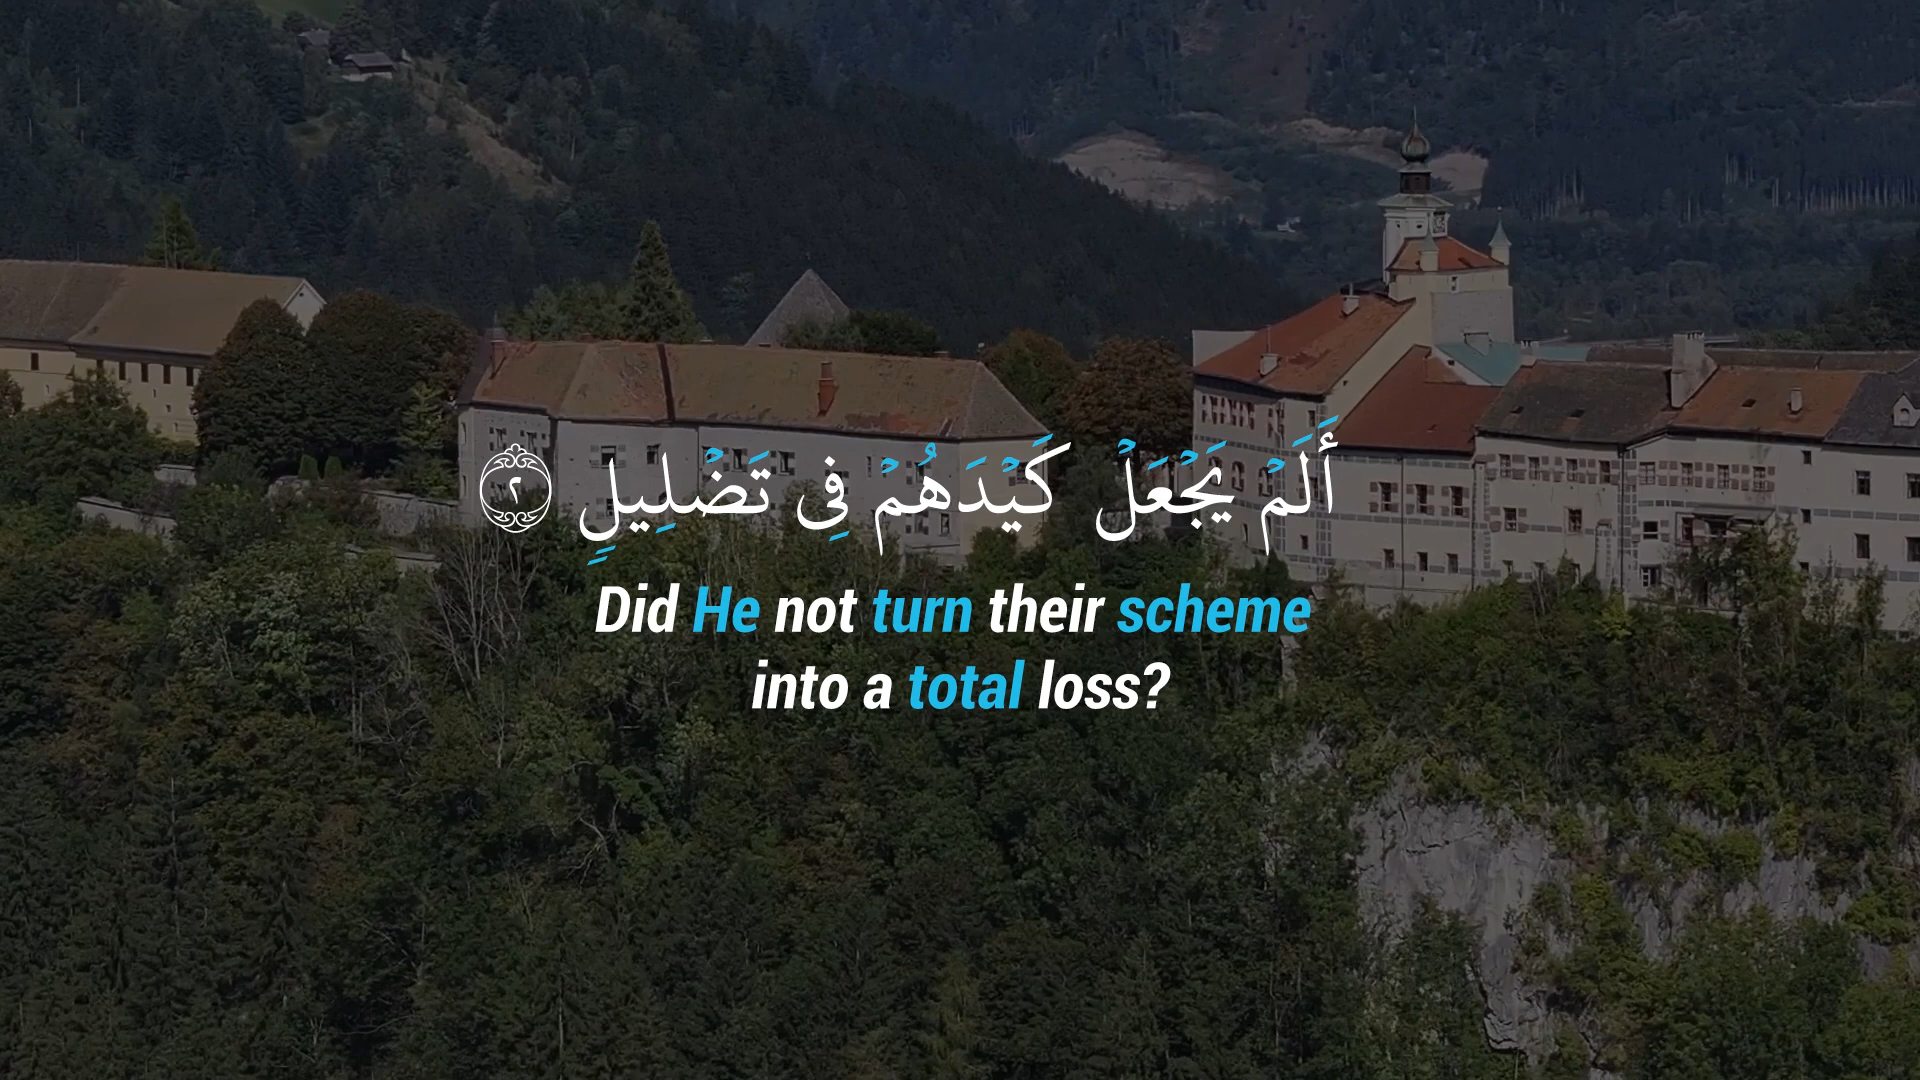 أَلَمْ يَجْعَلْ كَيْدَهُمْ فِى تَضْلِيلٍ ٢
Did He not turn their scheme
into a total loss?